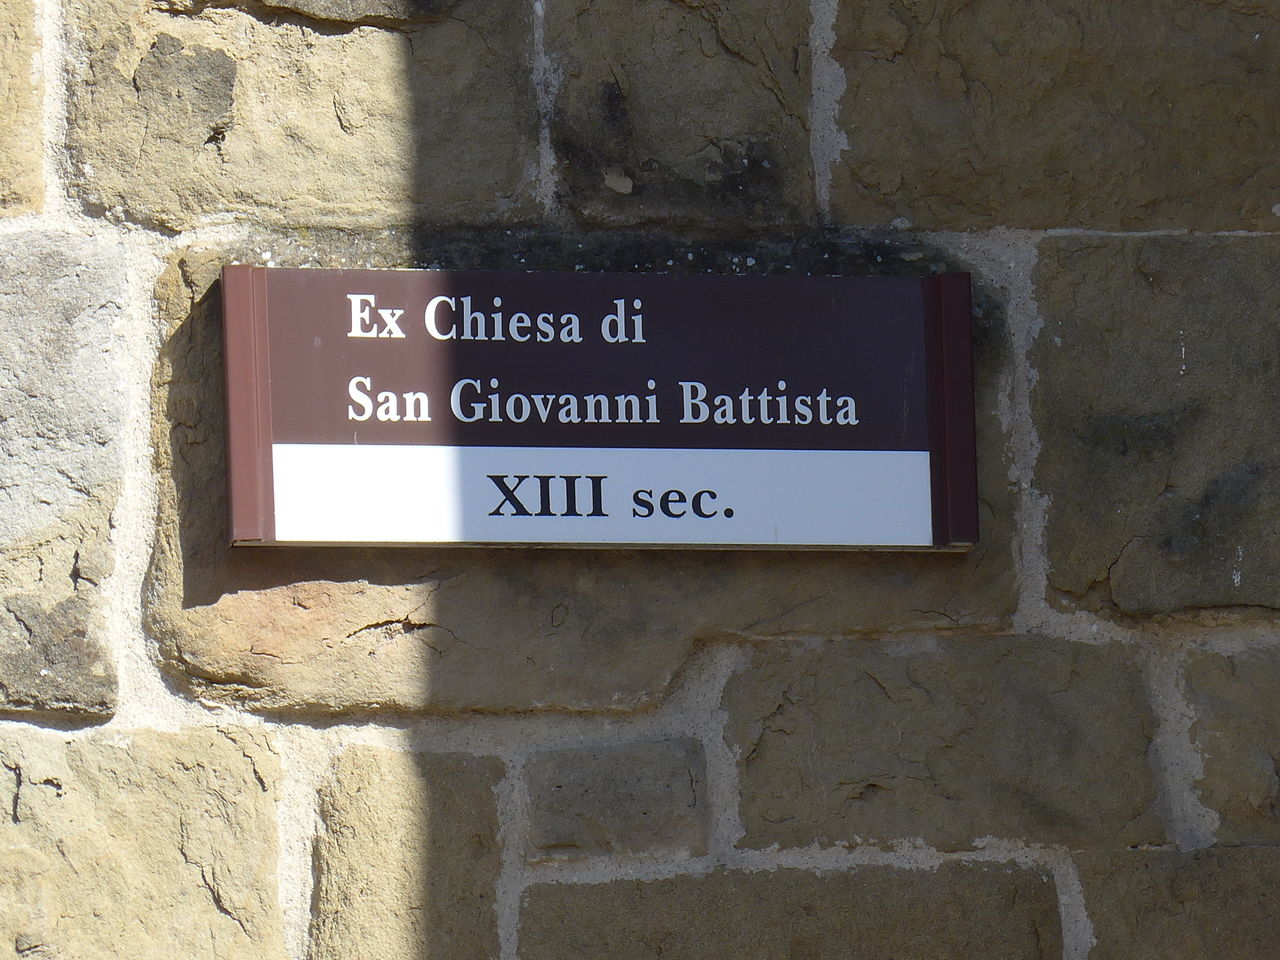 Ex Chiesa di
San Giovanni Battista
XIII sec.